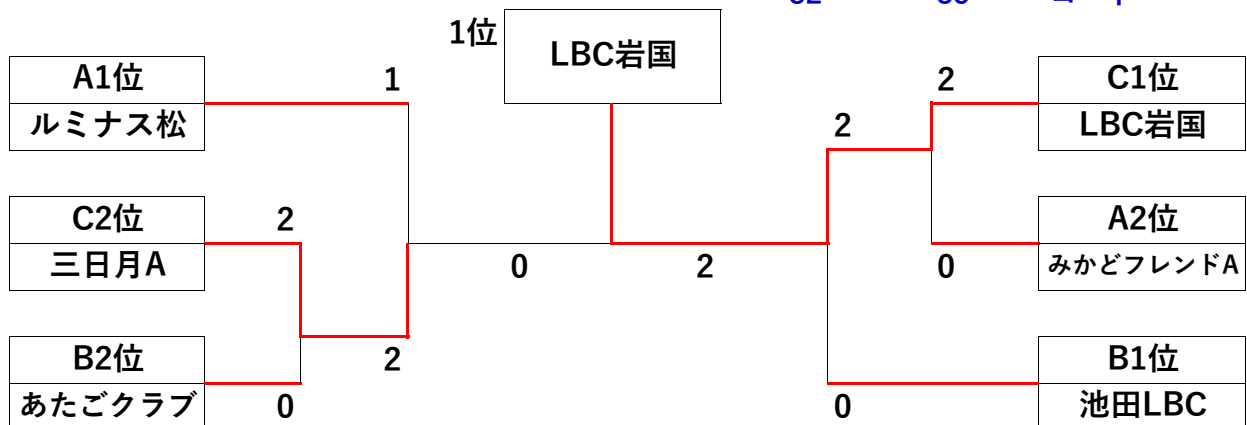 1位
LBC岩国
A1位
ルミナス松
1
2
C1位
LBC岩国
2
C2位
三日月A
2
A2位
みかどフレンドA
0
2
0
B2位
あたごクラブ
2
0
B1位
池田LBC
0